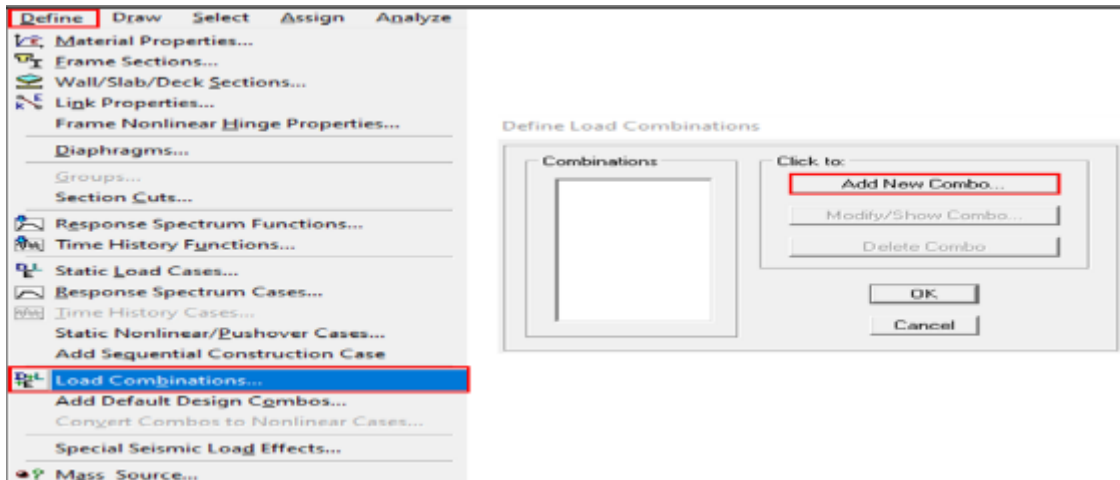 Define Draw Select Assign Analyze
Material Properties...
Frame Sections...
Wall/Slab/Deck Sections...
Link Properties...
Frame Nonlinear Hinge Properties...
Diaphragms...
Groups...
Section Cuts...
Response Spectrum Functions...
Time History Functions...
Static Load Cases...
Response Spectrum Cases...
Time History Cases...
Static Nonlinear/Pushover Cases...
Add Sequential Construction Case
Load Combinations...
Add Default Design Combos...
Convert Combos to Nonlinear Cases...
Special Seismic Load Effects...
Mass Source...
Define Load Combinations
Combinations
Click to:
Add New Combo...
Modify/Show Combo...
Delete Combo
OK
Cancel